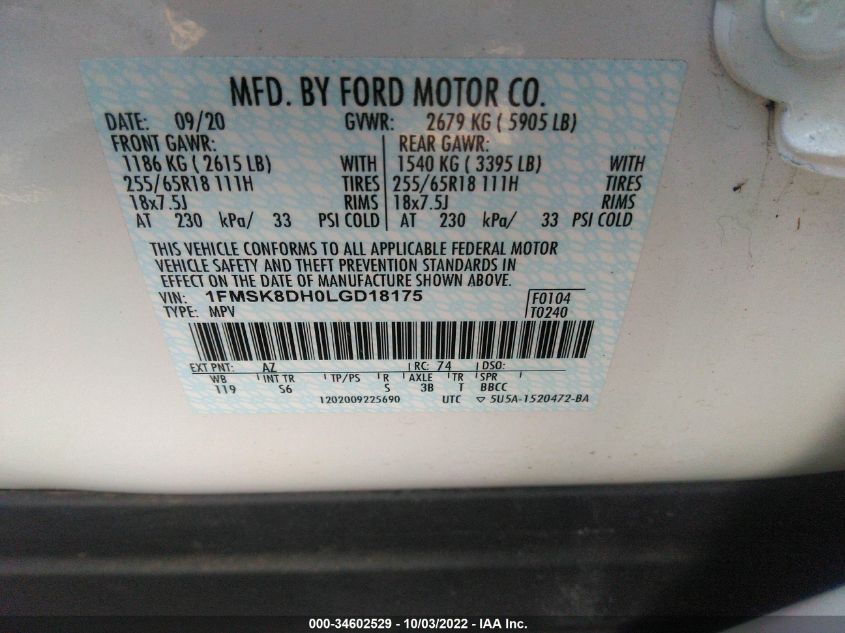 MFD. BY FORD MOTOR CO.
DATE: 09/20 GVWR: 2679 KG ( 5905 LB)
FRONT GAWR: REAR GAWR:
1186 KG ( 2615 LB) WITH 1540 KG ( 3395 LB) WITH
255/65R18 111H TIRES 255/65R18 111H TIRES
18x7.5J RIMS 18x7.5J RIMS
AT 230 kPa/ 33 PSI COLD AT 230 kPa/ 33 PSI COLD
THIS VEHICLE CONFORMS TO ALL APPLICABLE FEDERAL MOTOR
VEHICLE SAFETY AND THEFT PREVENTION STANDARDS IN
EFFECT ON THE DATE OF MANUFACTURE SHOWN ABOVE.
VIN: 1FMSK8DH0LGD18175 F0104
TYPE: MPV T0240
EXT PNT: AZ RC: 74 DSO:
WB INT TR TP/PS R AXLE TR SPR
119 S6 S 3B T BBCC
1202009225690 UTC ▽ 5U5A-1520472-BA
000-34602529 - 10/03/2022 - IAA Inc.